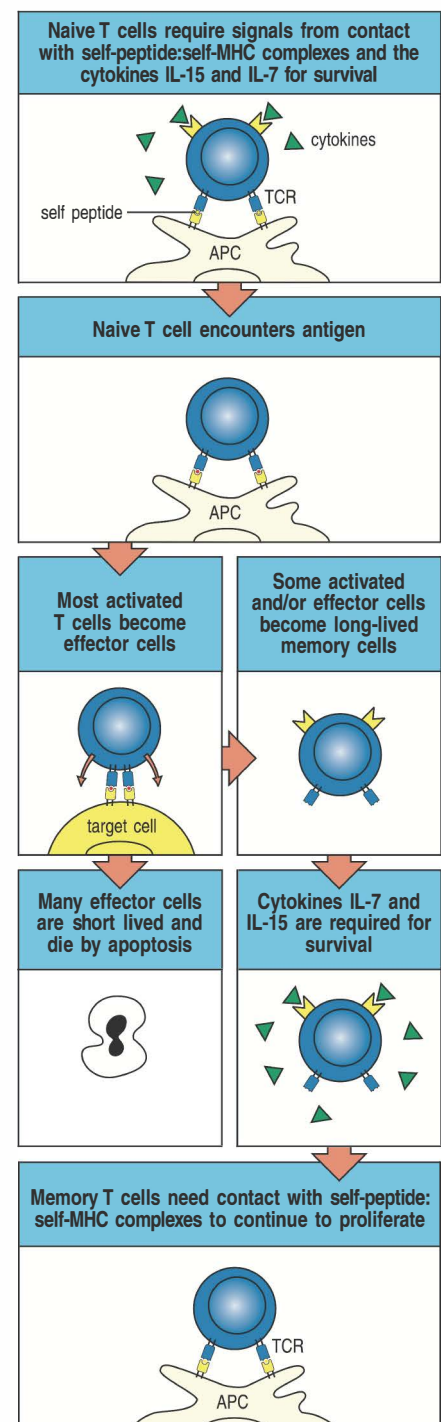 Naive T cells require signals from contact
with self-peptide:self-MHC complexes and the
cytokines IL-15 and IL-7 for survival
cytokines
TCR
self peptide
APC
Naive T cell encounters antigen
APC
Most activated
T cells become
effector cells
Some activated
and/or effector cells
become long-lived
memory cells
target cell
Many effector cells
are short lived and
die by apoptosis
Cytokines IL-7 and
IL-15 are required for
survival
Memory T cells need contact with self-peptide:
self-MHC complexes to continue to proliferate
TCR
APC